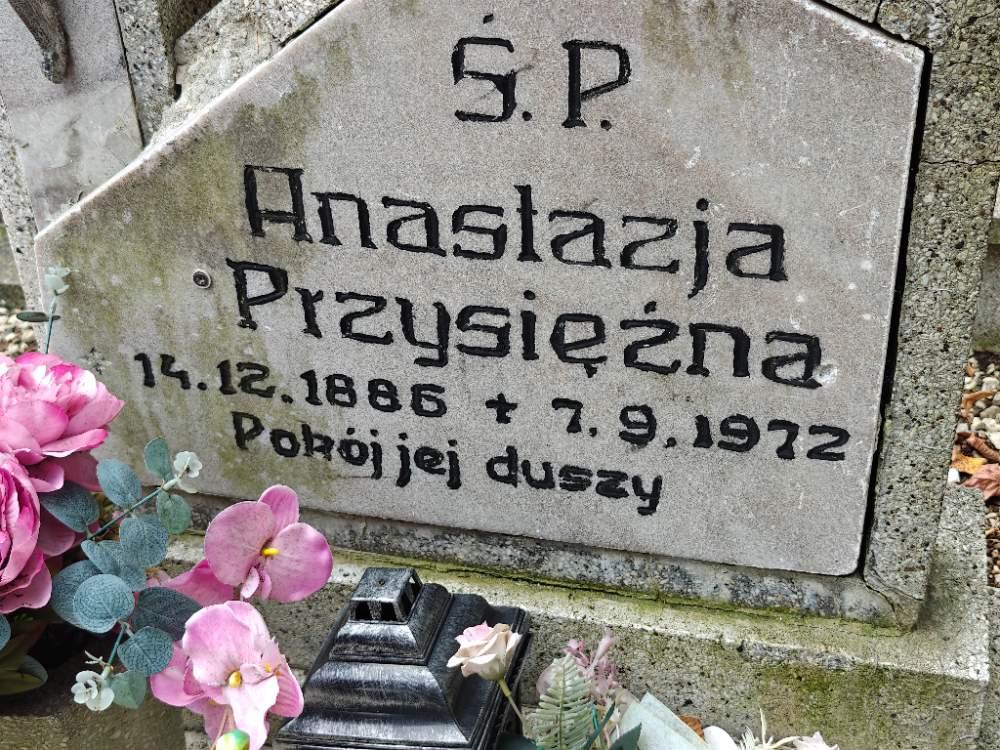 Ś.P.
Anastazja
Przysiężna
14.12.1886 + 7.9.1972
Pokój jej duszy